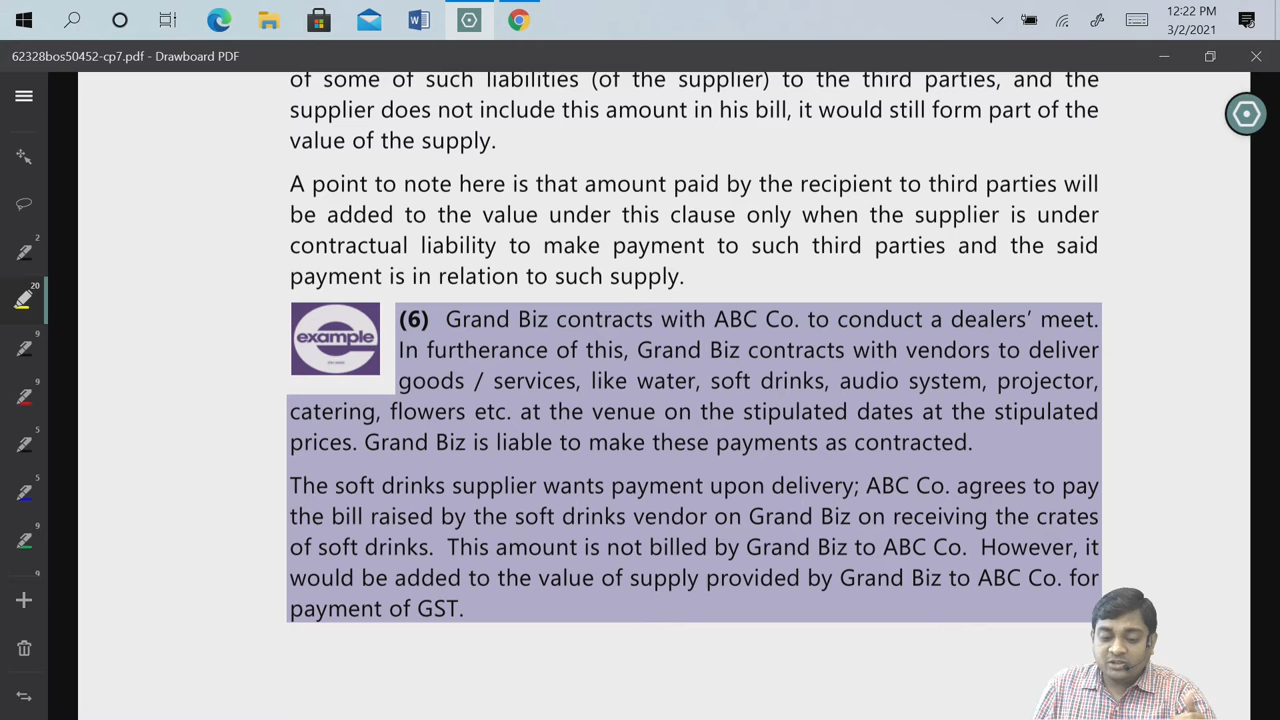 12:22 PM
3/2/2021
62328bos50452-cp7.pdf - Drawboard PDF
of some of such liabilities (of the supplier) to the third parties, and the
supplier does not include this amount in his bill, it would still form part of the
value of the supply.
A point to note here is that amount paid by the recipient to third parties will
be added to the value under this clause only when the supplier is under
contractual liability to make payment to such third parties and the said
payment is in relation to such supply.
example
(6) Grand Biz contracts with ABC Co. to conduct a dealers’ meet.
In furtherance of this, Grand Biz contracts with vendors to deliver
goods / services, like water, soft drinks, audio system, projector,
catering, flowers etc. at the venue on the stipulated dates at the stipulated
prices. Grand Biz is liable to make these payments as contracted.
The soft drinks supplier wants payment upon delivery; ABC Co. agrees to pay
the bill raised by the soft drinks vendor on Grand Biz on receiving the crates
of soft drinks. This amount is not billed by Grand Biz to ABC Co. However, it
would be added to the value of supply provided by Grand Biz to ABC Co. for
payment of GST.
2
20
9
9
5
5
9
9